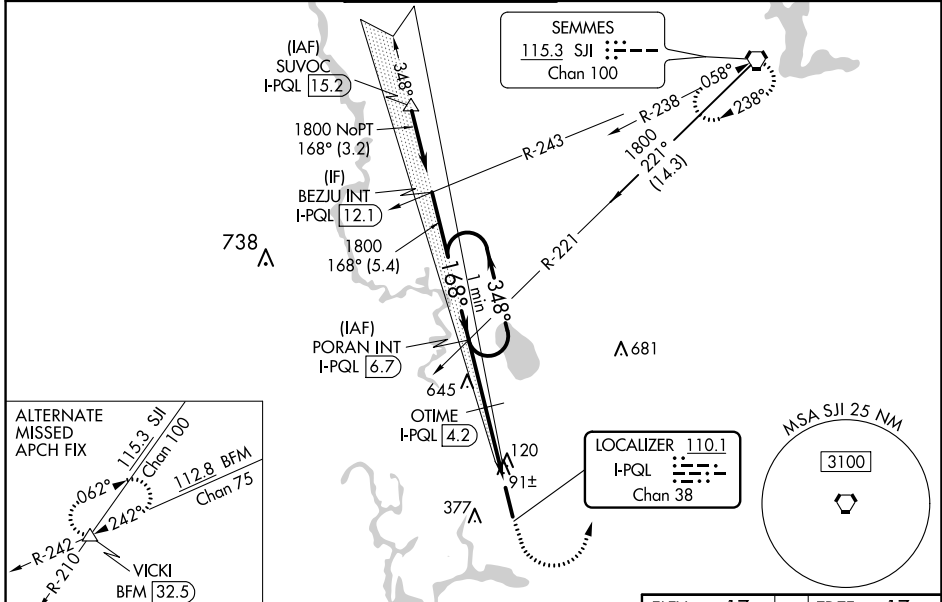 SEMMES
115.3 SJI
Chan 100
(IAF)
SUVOC
I-PQL 15.2
348°
1800 NoPT
168° (3.2)
R-238
058°
238°
R-243
1800
221°
(14.3)
R-221
(IF)
BEZJU INT
I-PQL 12.1
1800
168° (5.4)
738
168°
1 min
348°
(IAF)
PORAN INT
I-PQL 6.7
681
645
OTIME
I-PQL 4.2
120
91±
377
LOCALIZER 110.1
I-PQL
Chan 38
MSA SJI 25 NM
3100
ALTERNATE
MISSED
APCH FIX
115.3 SJI
Chan 100
112.8 BFM
Chan 75
062°
242°
R-242
R-210
VICKI
BFM 32.5